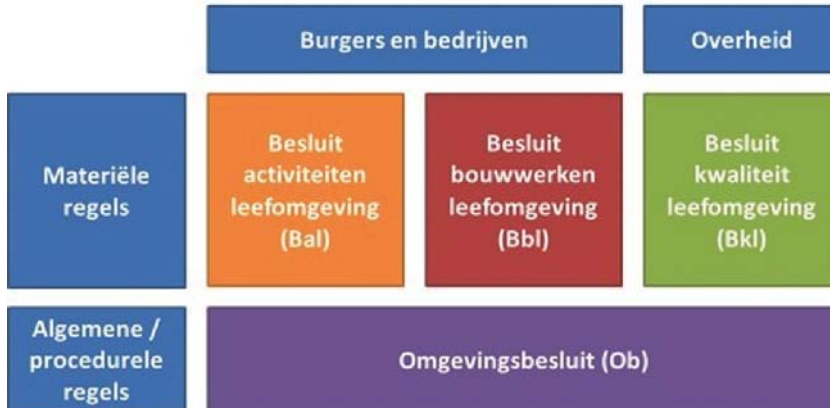 Burgers en bedrijven
Overheid
Materiële
regels
Besluit
activiteiten
leefomgeving
(Bal)
Besluit
bouwwerken
leefomgeving
(Bbl)
Besluit
kwaliteit
leefomgeving
(Bkl)
Algemene /
procedurele
regels
Omgevingsbesluit (Ob)